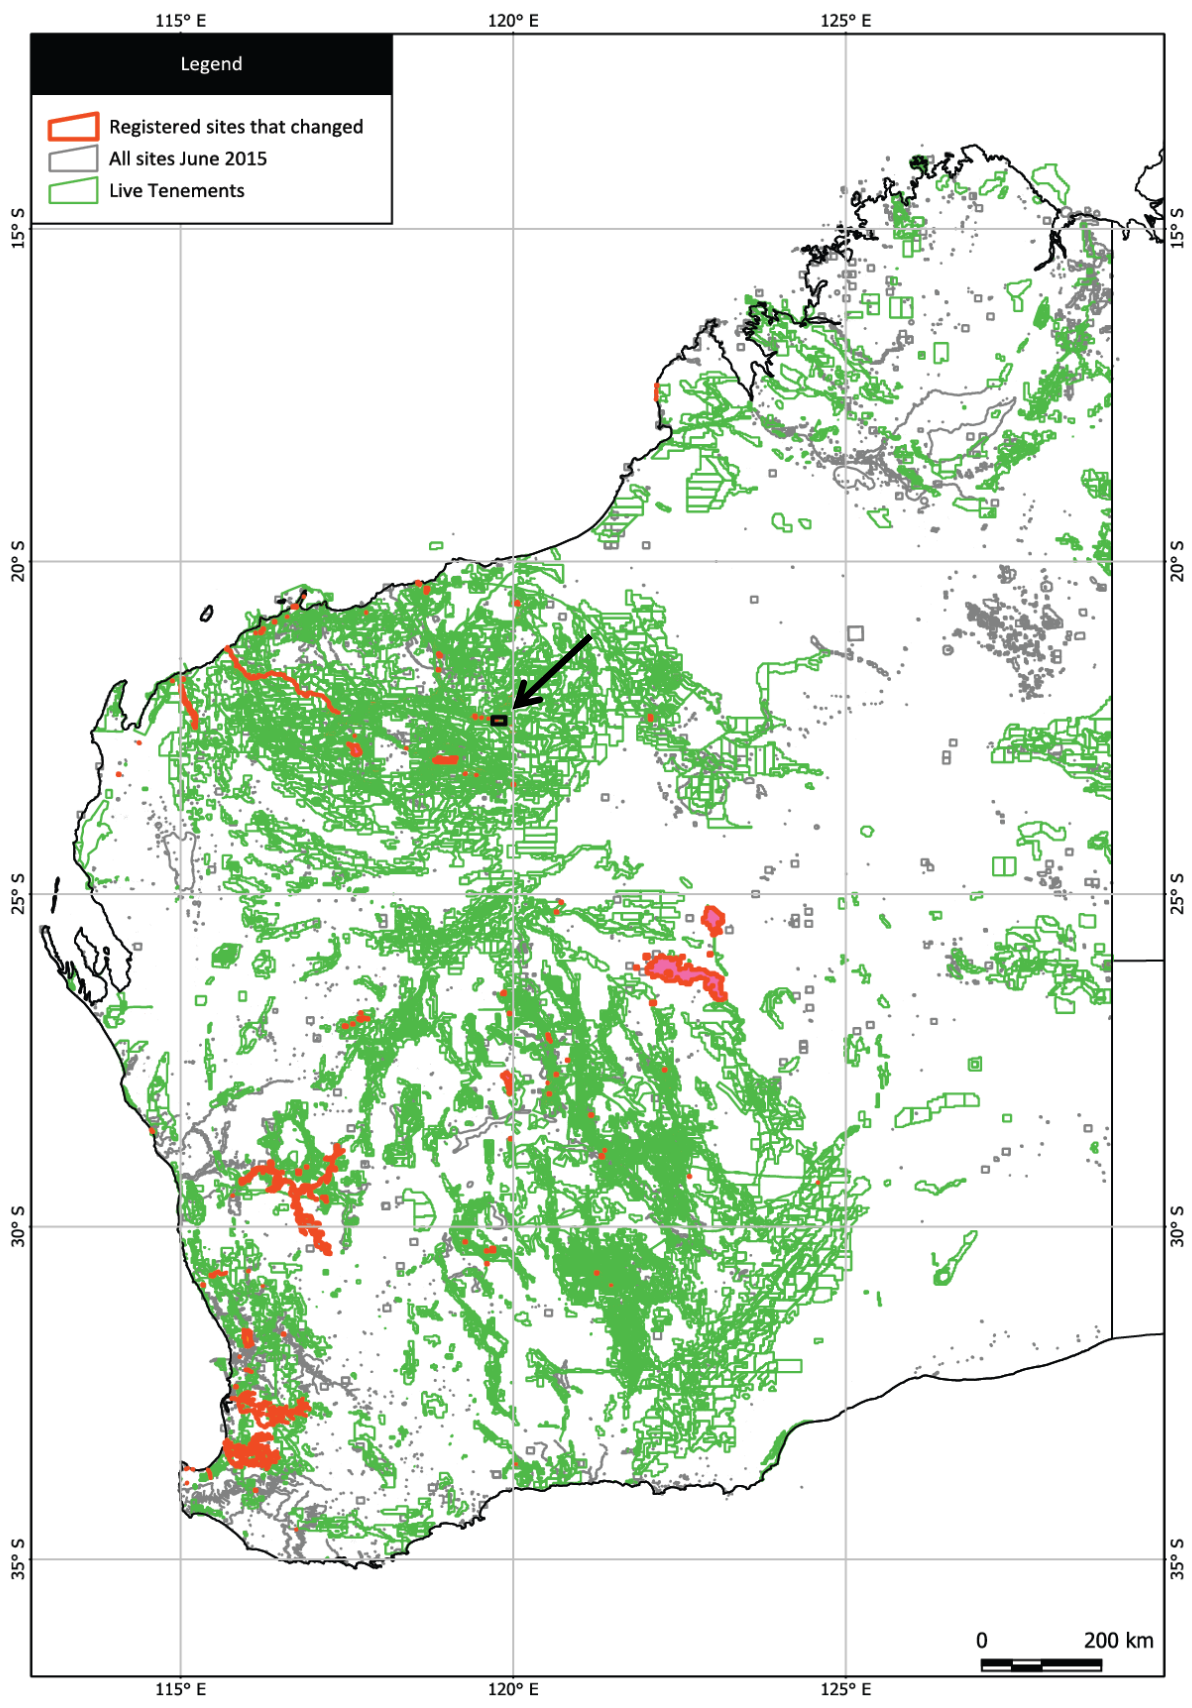 115° E 120° E 125° E
Legend
Registered sites that changed
All sites June 2015
Live Tenements
15° S 15° S
20° S 20° S
25° S 25° S
30° S 30° S
35° S 35° S
0 200 km
115° E 120° E 125° E